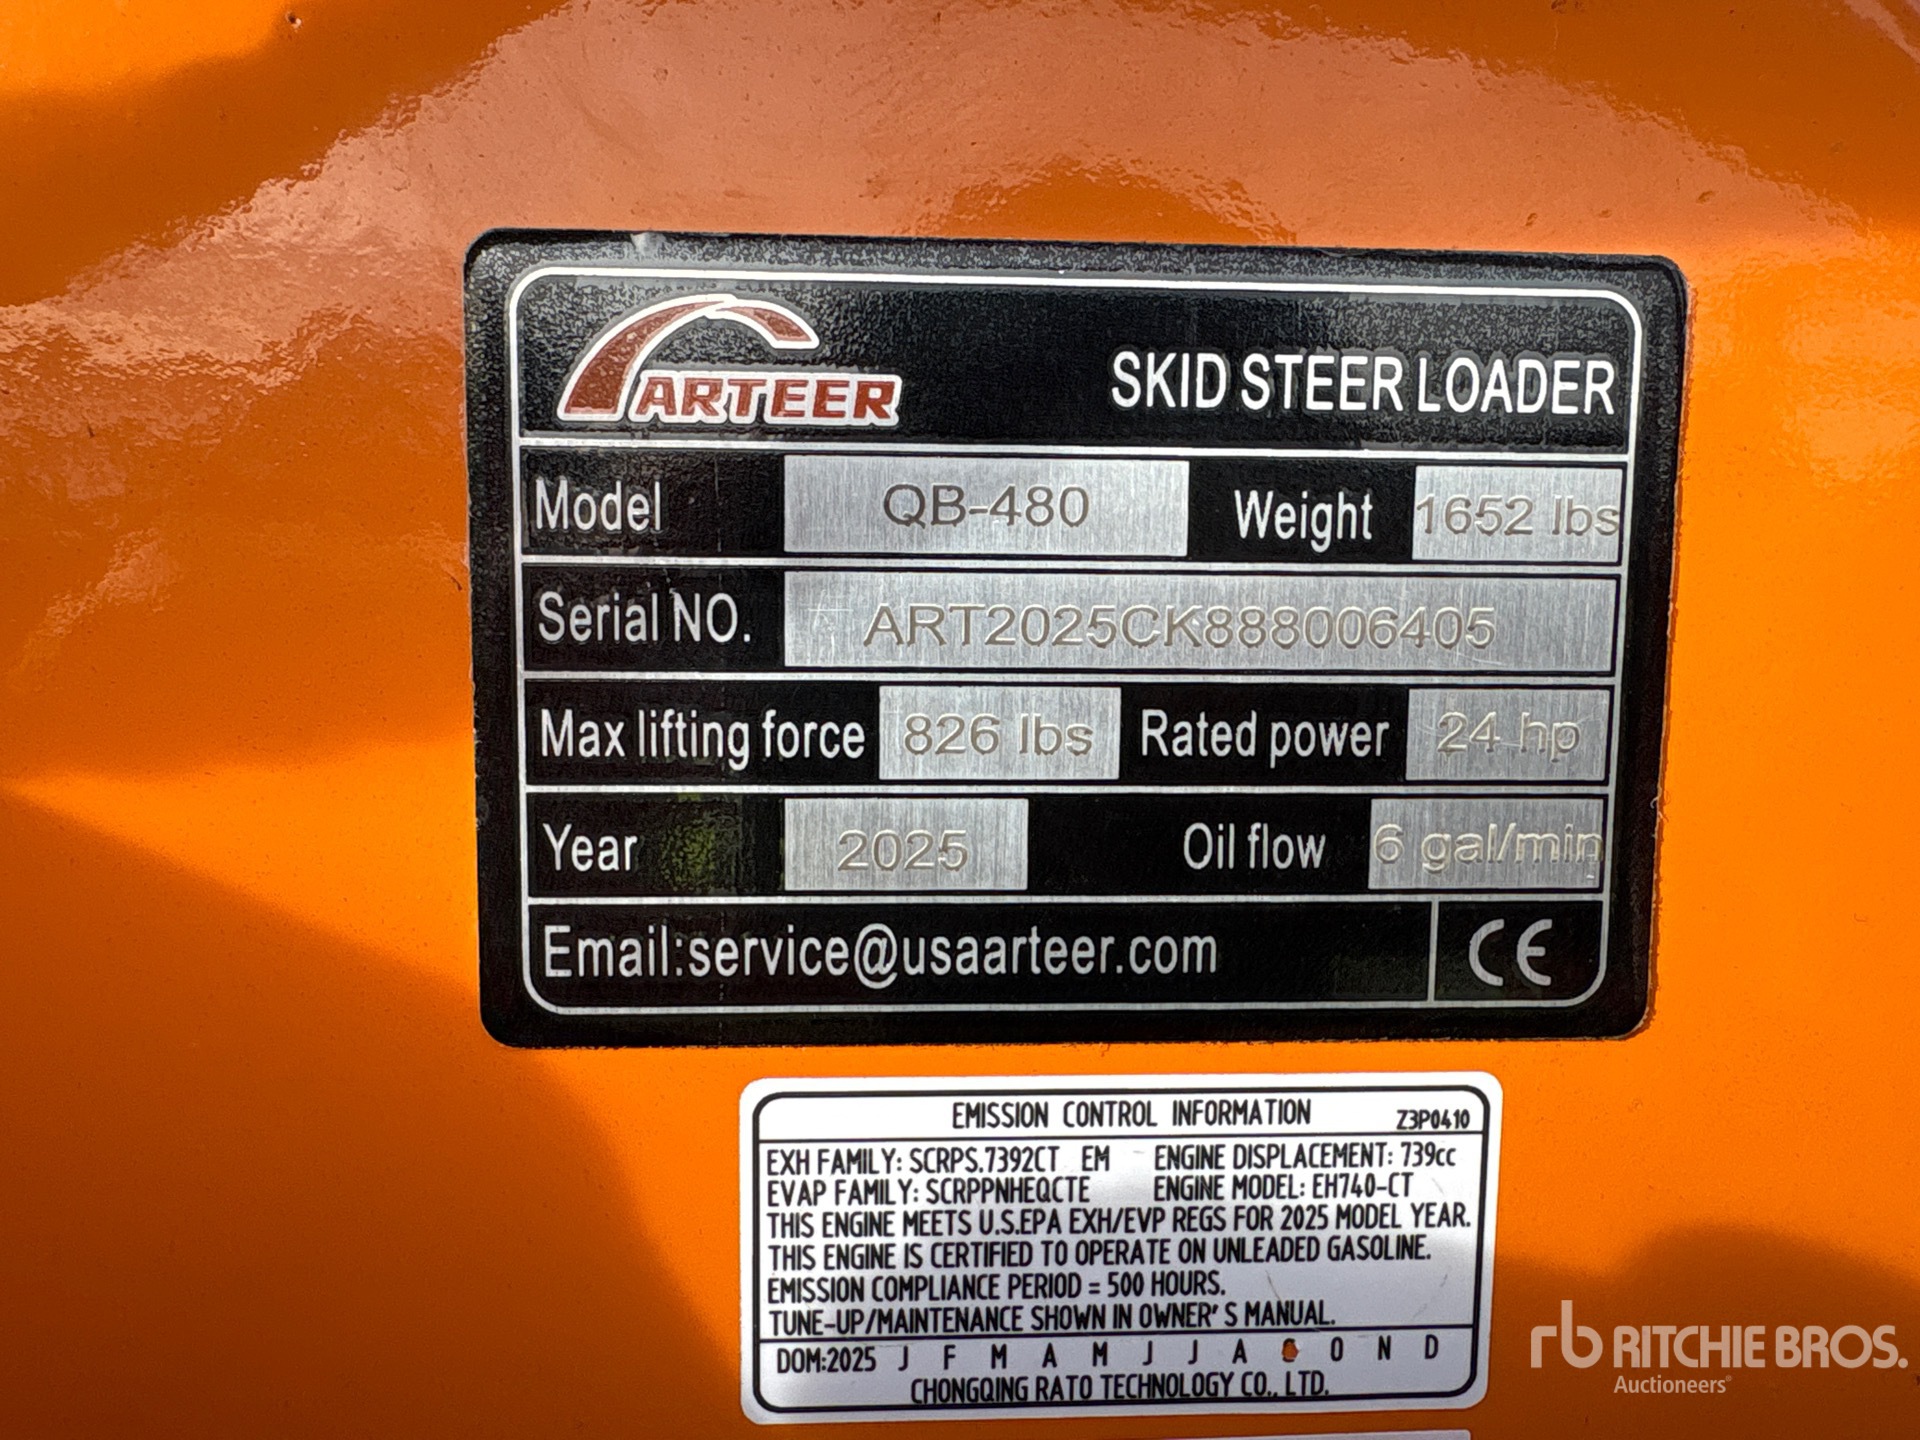 ARTEER
SKID STEER LOADER
Model QB-480 Weight 1652 lbs
Serial NO. ART2025CK888006405
Max lifting force 826 lbs Rated power 24 hp
Year 2025 Oil flow 6 gal/min
Email:service@usaarteer.com CE
EMISSION CONTROL INFORMATION Z3P0410
EXH FAMILY: SCRPS.7392CT EM ENGINE DISPLACEMENT: 739cc
EVAP FAMILY: SCRPPNHEQCTE ENGINE MODEL: EH740-CT
THIS ENGINE MEETS U.S.EPA EXH/EVP REGS FOR 2025 MODEL YEAR.
THIS ENGINE IS CERTIFIED TO OPERATE ON UNLEADED GASOLINE.
EMISSION COMPLIANCE PERIOD = 500 HOURS.
TUNE-UP/MAINTENANCE SHOWN IN OWNER'S MANUAL.
DOM:2025 J F M A M J J A O N D
CHONGQING RATO TECHNOLOGY CO., LTD.
rb RITCHIE BROS.
Auctioneers